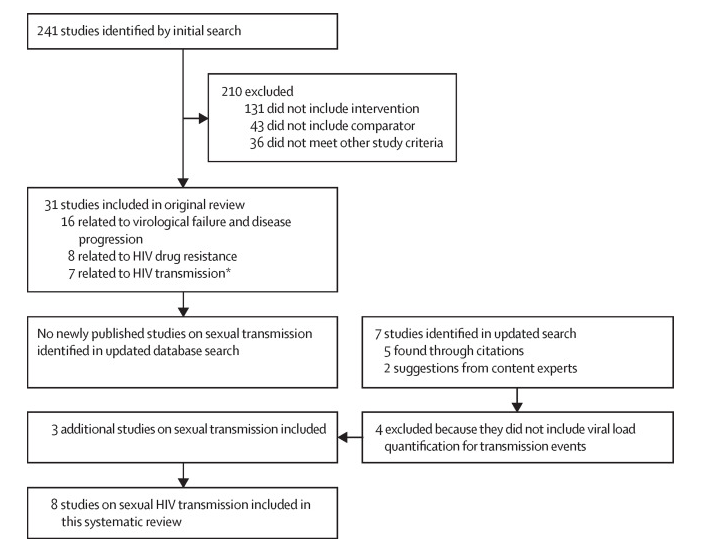 241 studies identified by initial search
210 excluded
131 did not include intervention
43 did not include comparator
36 did not meet other study criteria
31 studies included in original review
16 related to virological failure and disease
progression
8 related to HIV drug resistance
7 related to HIV transmission*
No newly published studies on sexual transmission
identified in updated database search
7 studies identified in updated search
5 found through citations
2 suggestions from content experts
3 additional studies on sexual transmission included
4 excluded because they did not include viral load
quantification for transmission events
8 studies on sexual HIV transmission included in
this systematic review